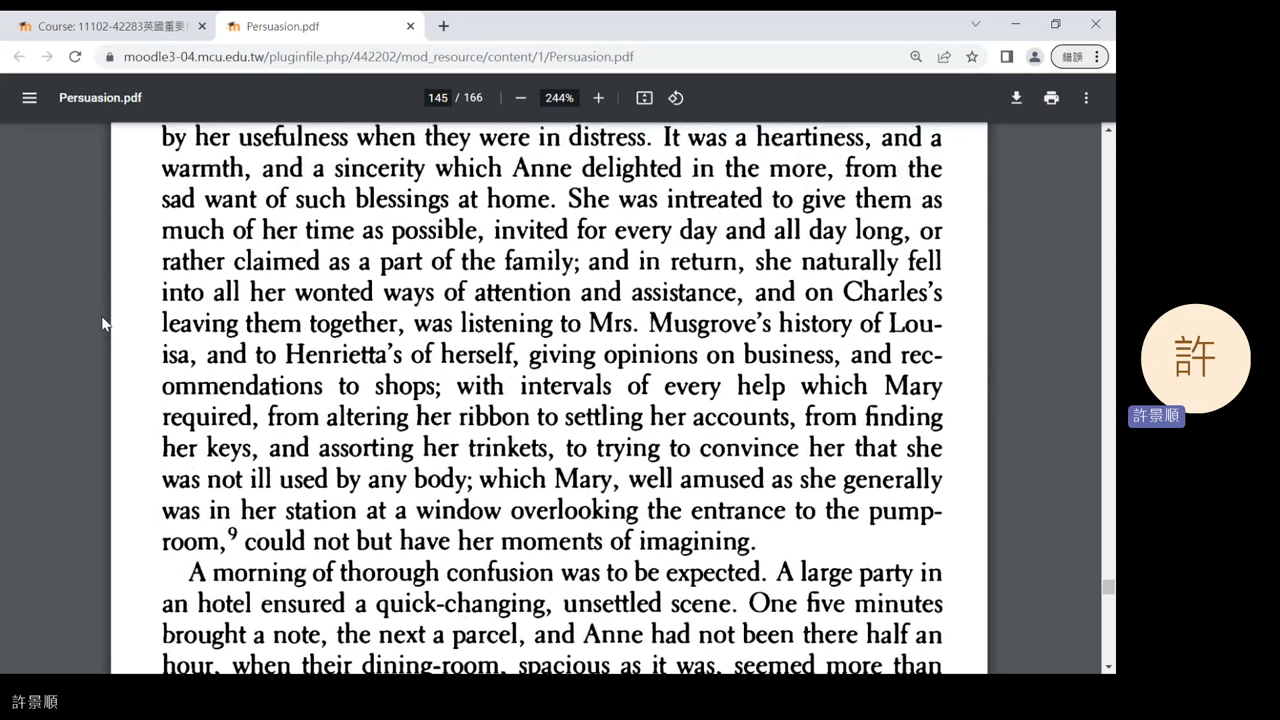 Course: 11102-42283英國重要
Persuasion.pdf
moodle3-04.mcu.edu.tw/pluginfile.php/442202/mod_resource/content/1/Persuasion.pdf
錯誤
Persuasion.pdf
145 / 166
244%
by her usefulness when they were in distress. It was a heartiness, and a
warmth, and a sincerity which Anne delighted in the more, from the
sad want of such blessings at home. She was intreated to give them as
much of her time as possible, invited for every day and all day long, or
rather claimed as a part of the family; and in return, she naturally fell
into all her wonted ways of attention and assistance, and on Charles's
leaving them together, was listening to Mrs. Musgrove's history of Lou-
isa, and to Henrietta's of herself, giving opinions on business, and rec-
ommendations to shops; with intervals of every help which Mary
required, from altering her ribbon to settling her accounts, from finding
her keys, and assorting her trinkets, to trying to convince her that she
was not ill used by any body; which Mary, well amused as she generally
was in her station at a window overlooking the entrance to the pump-
room,⁹ could not but have her moments of imagining.
A morning of thorough confusion was to be expected. A large party in
an hotel ensured a quick-changing, unsettled scene. One five minutes
brought a note, the next a parcel, and Anne had not been there half an
hour, when their dining-room, spacious as it was, seemed more than
許
許景順
許景順